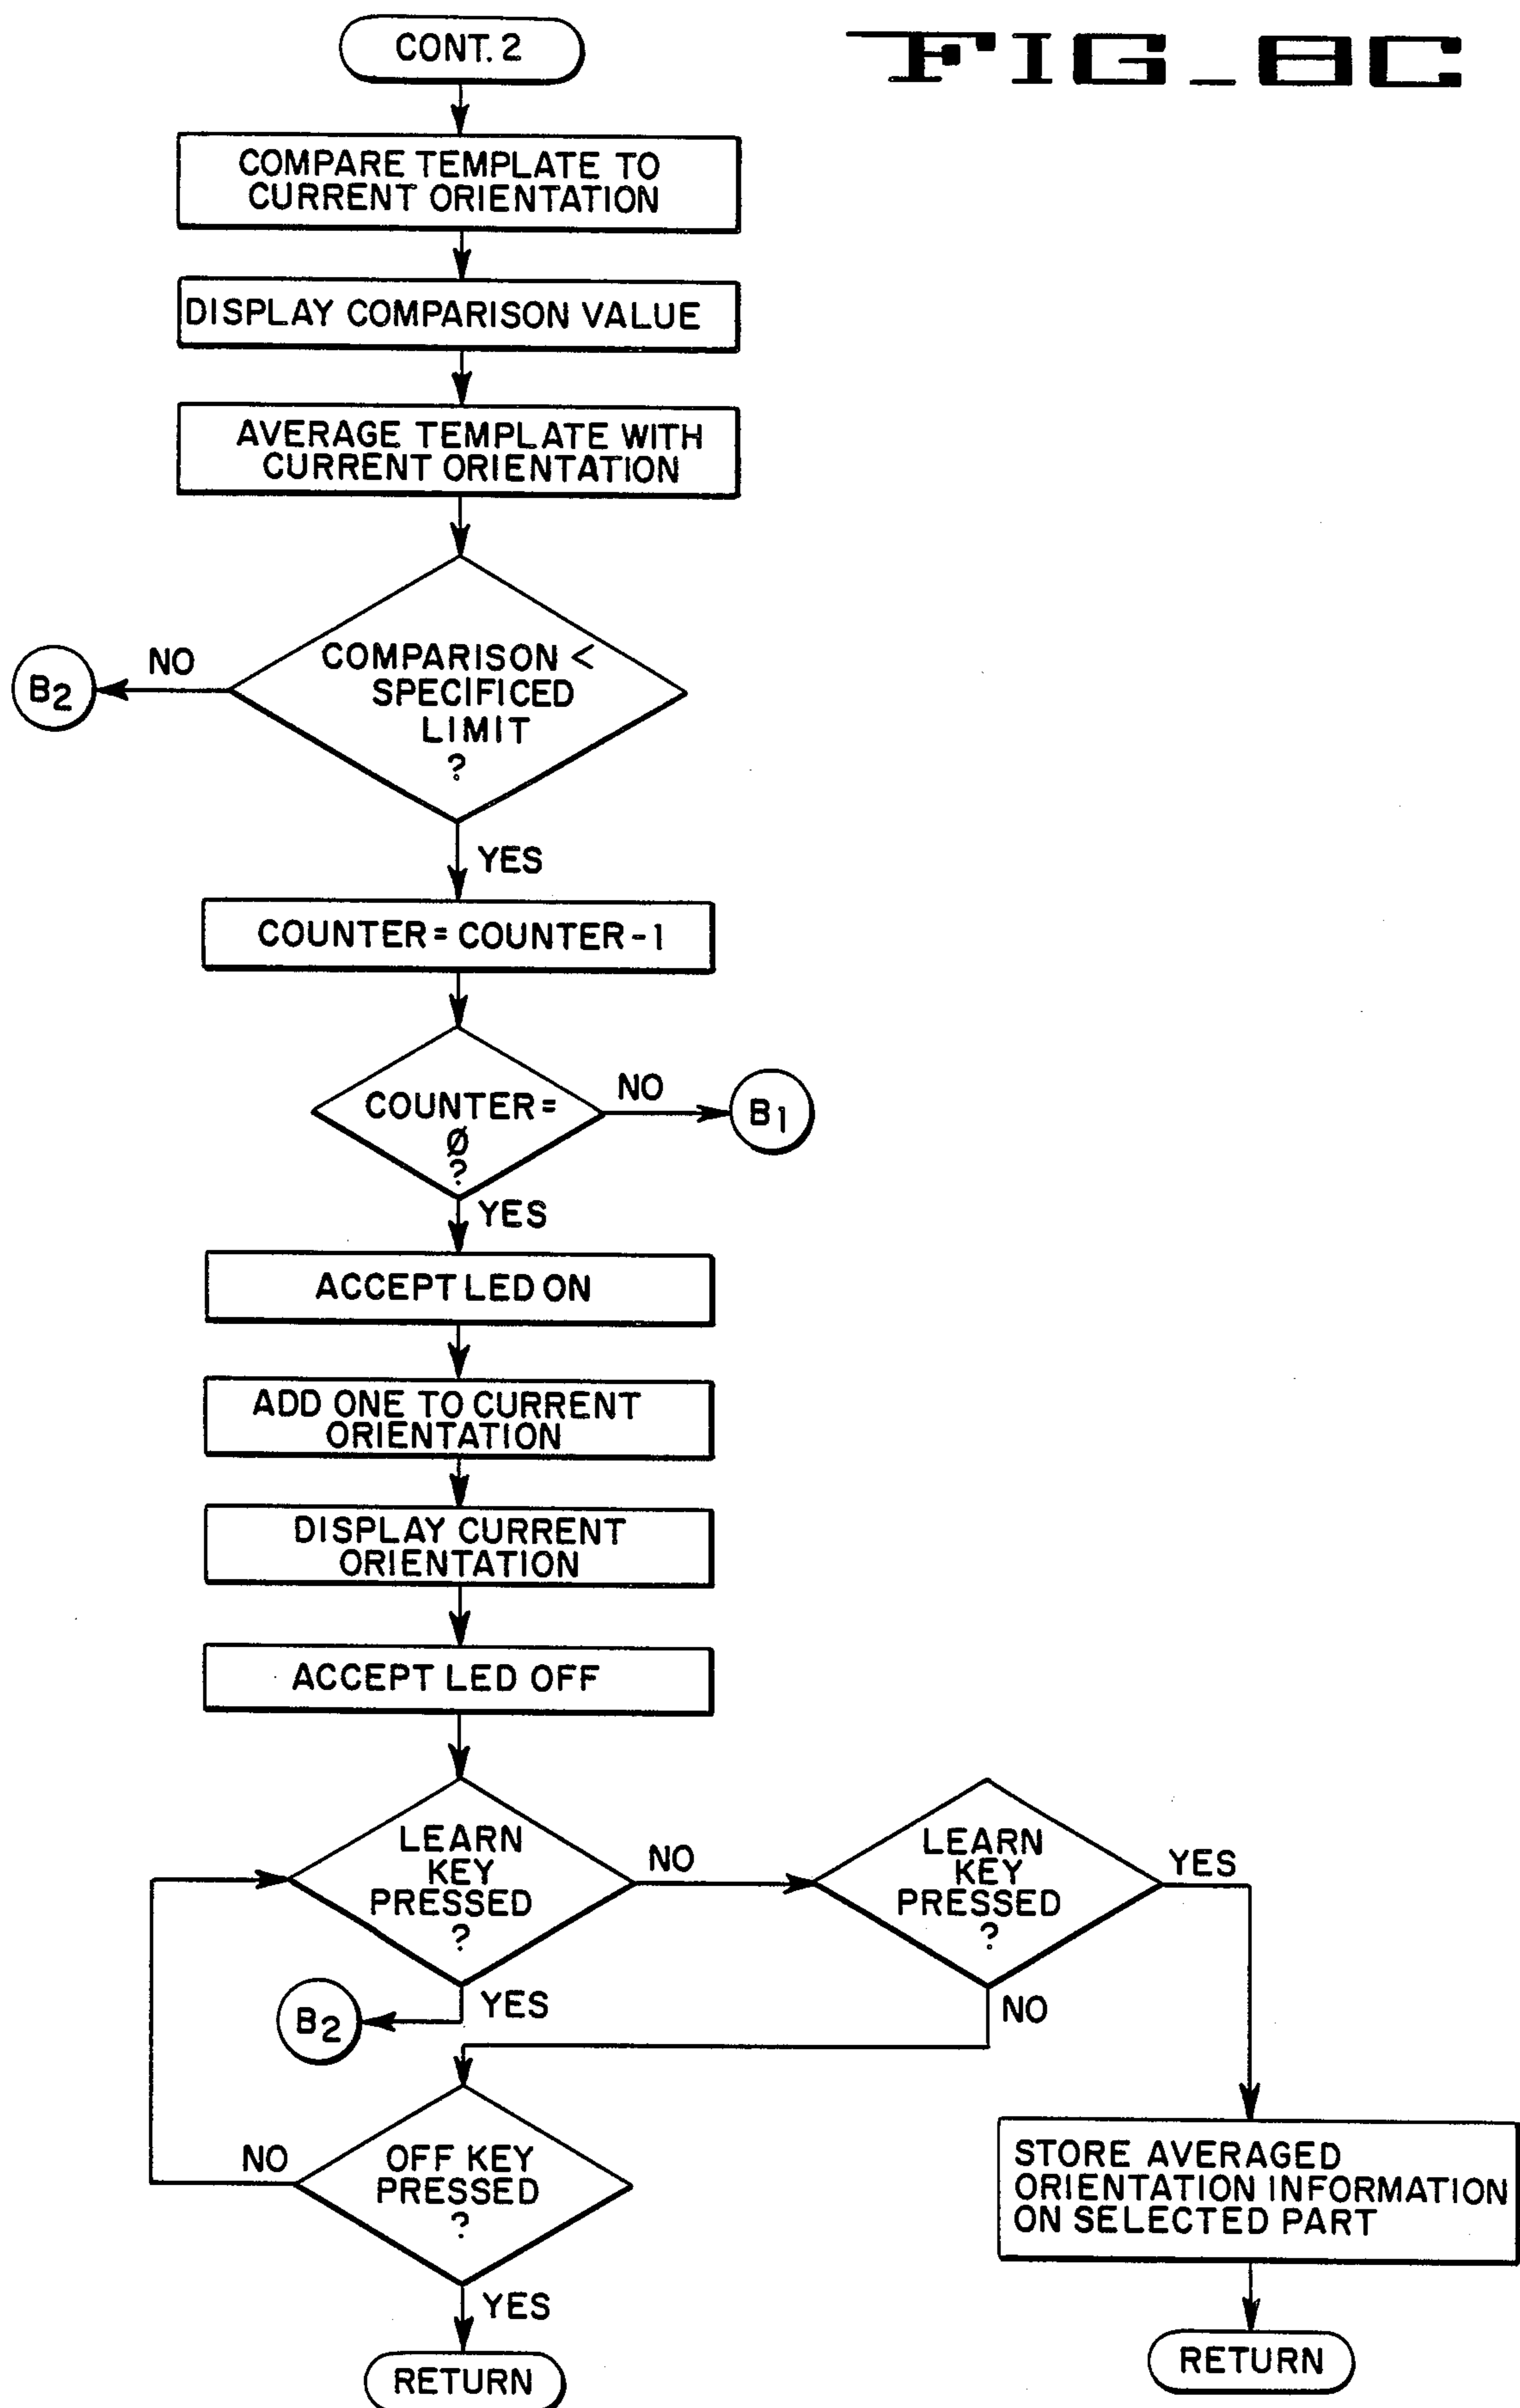 FIG_8C
CONT. 2
COMPARE TEMPLATE TO
CURRENT ORIENTATION
DISPLAY COMPARISON VALUE
AVERAGE TEMPLATE WITH
CURRENT ORIENTATION
COMPARISON <
SPECIFICED
LIMIT
?
NO
B2
YES
COUNTER = COUNTER - 1
COUNTER =
Ø
?
NO
B1
YES
ACCEPT LED ON
ADD ONE TO CURRENT
ORIENTATION
DISPLAY CURRENT
ORIENTATION
ACCEPT LED OFF
LEARN
KEY
PRESSED
?
NO
YES
B2
LEARN
KEY
PRESSED
?
YES
NO
OFF KEY
PRESSED
?
NO
YES
RETURN
STORE AVERAGED
ORIENTATION INFORMATION
ON SELECTED PART
RETURN